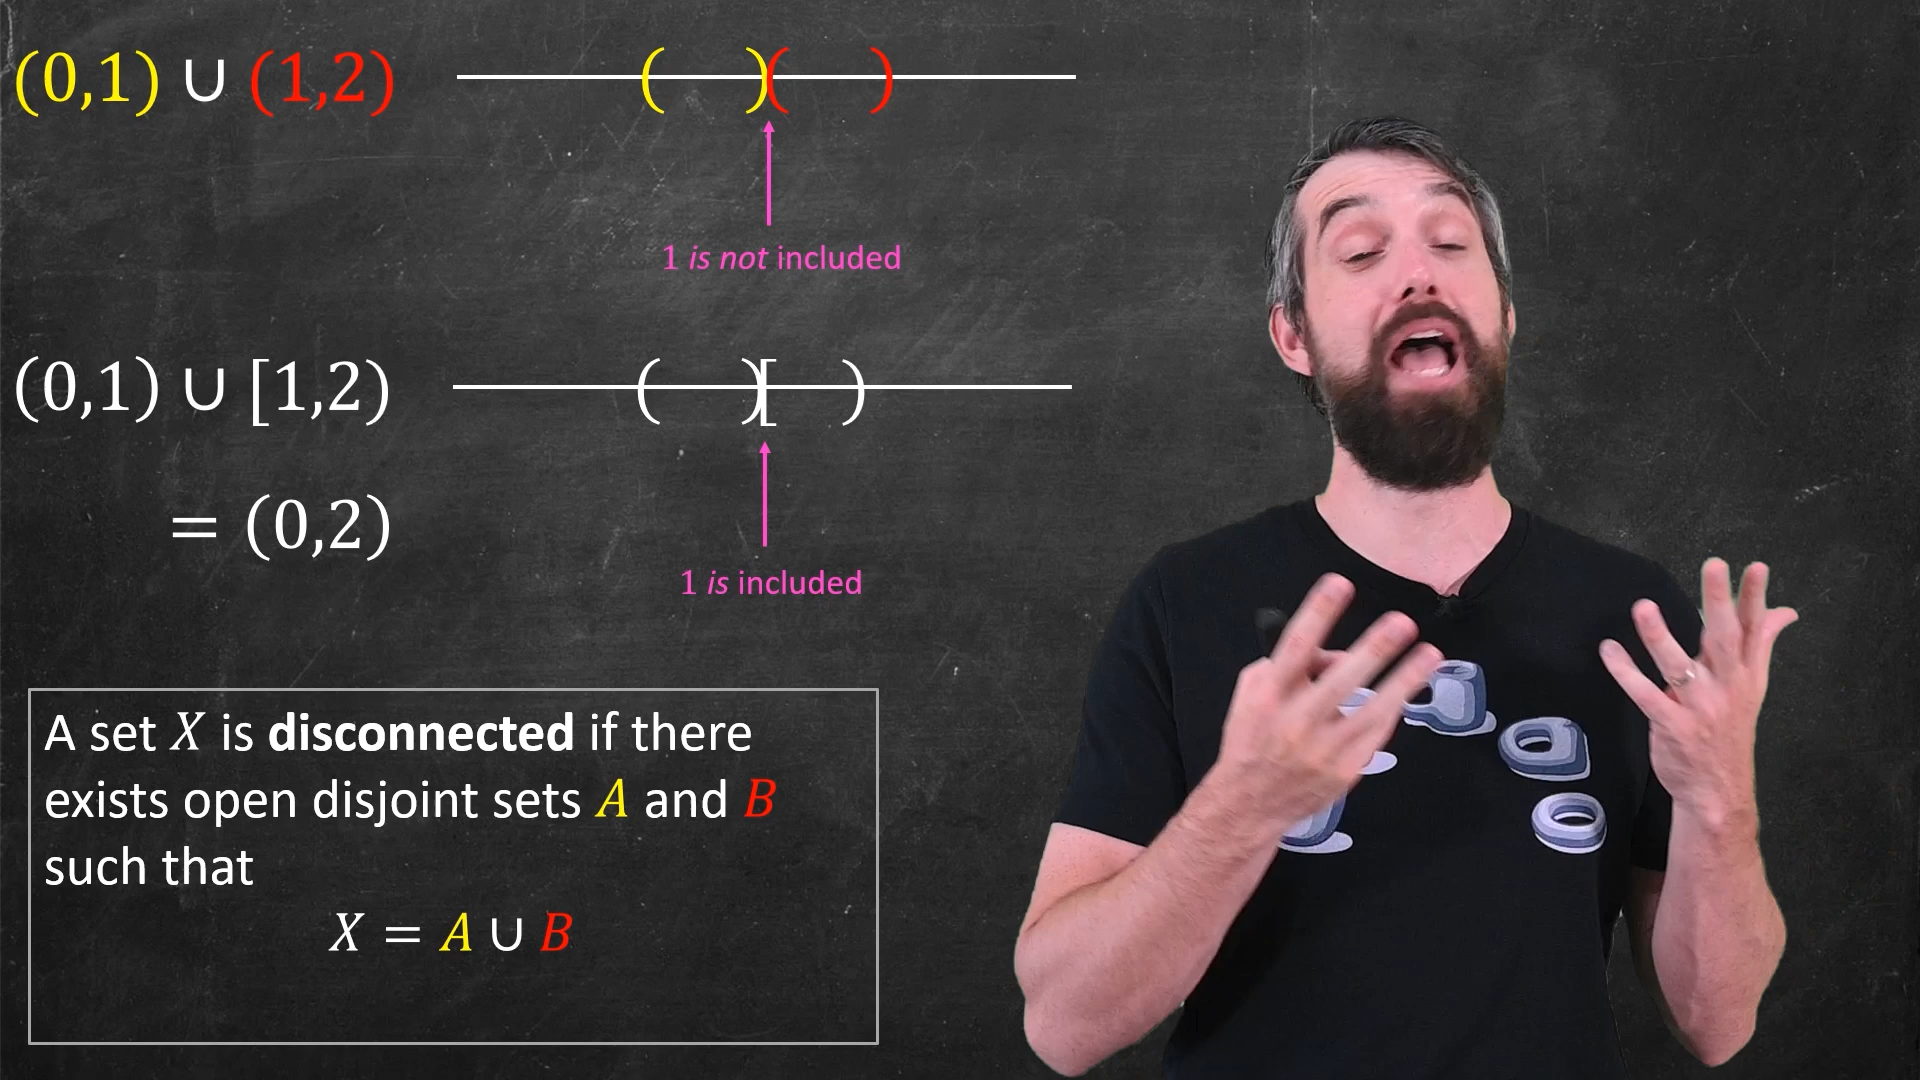 (0,1) ∪ (1,2)
( )( )
1 is not included
(0,1) ∪ [1,2)
( )[ )
= (0,2)
1 is included
A set X is disconnected if there
exists open disjoint sets A and B
such that
X = A ∪ B